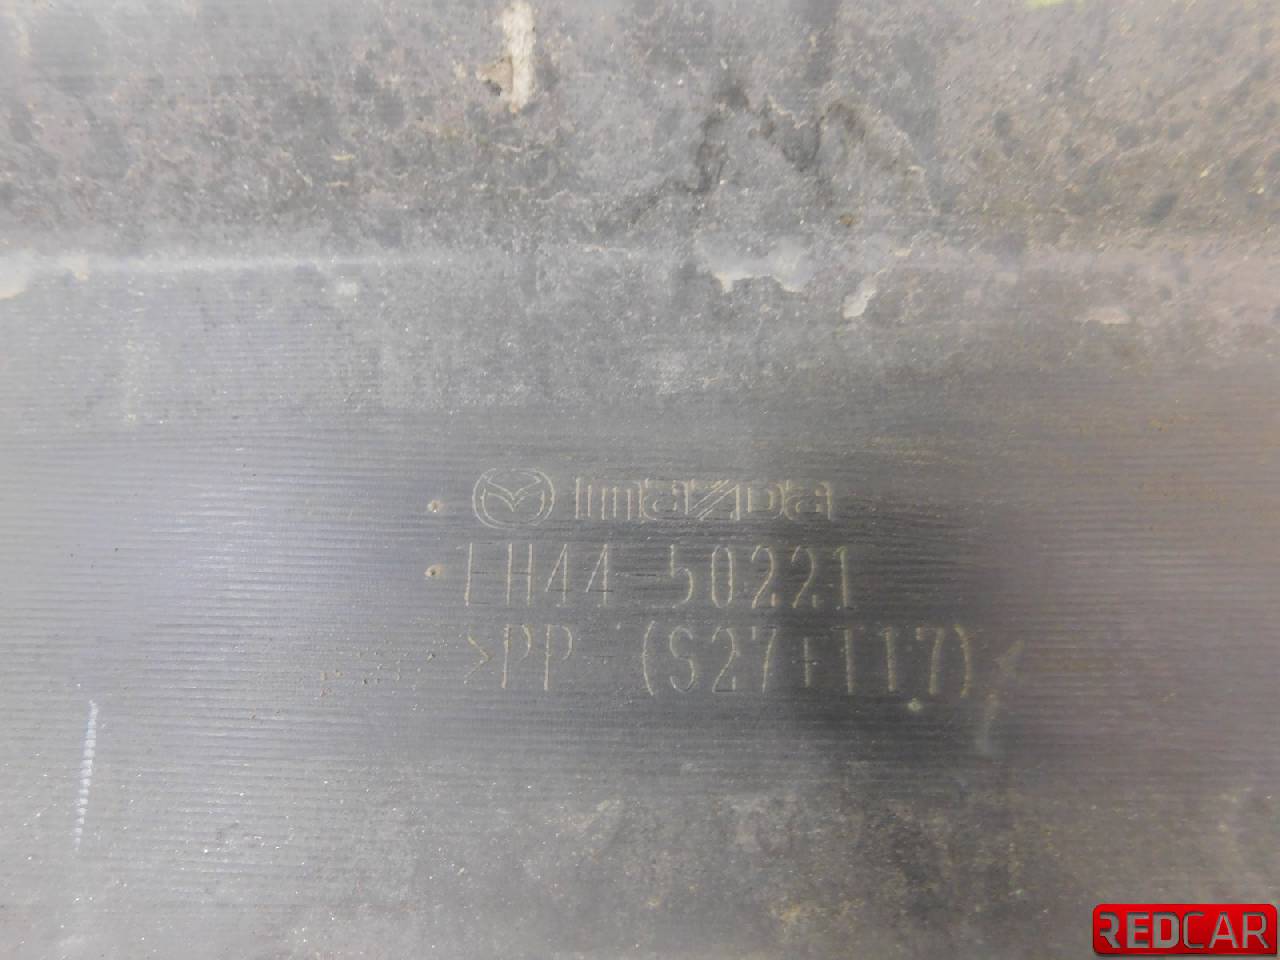 mazda
EH44-50221
>PP-(S27+T17)
REDCAR